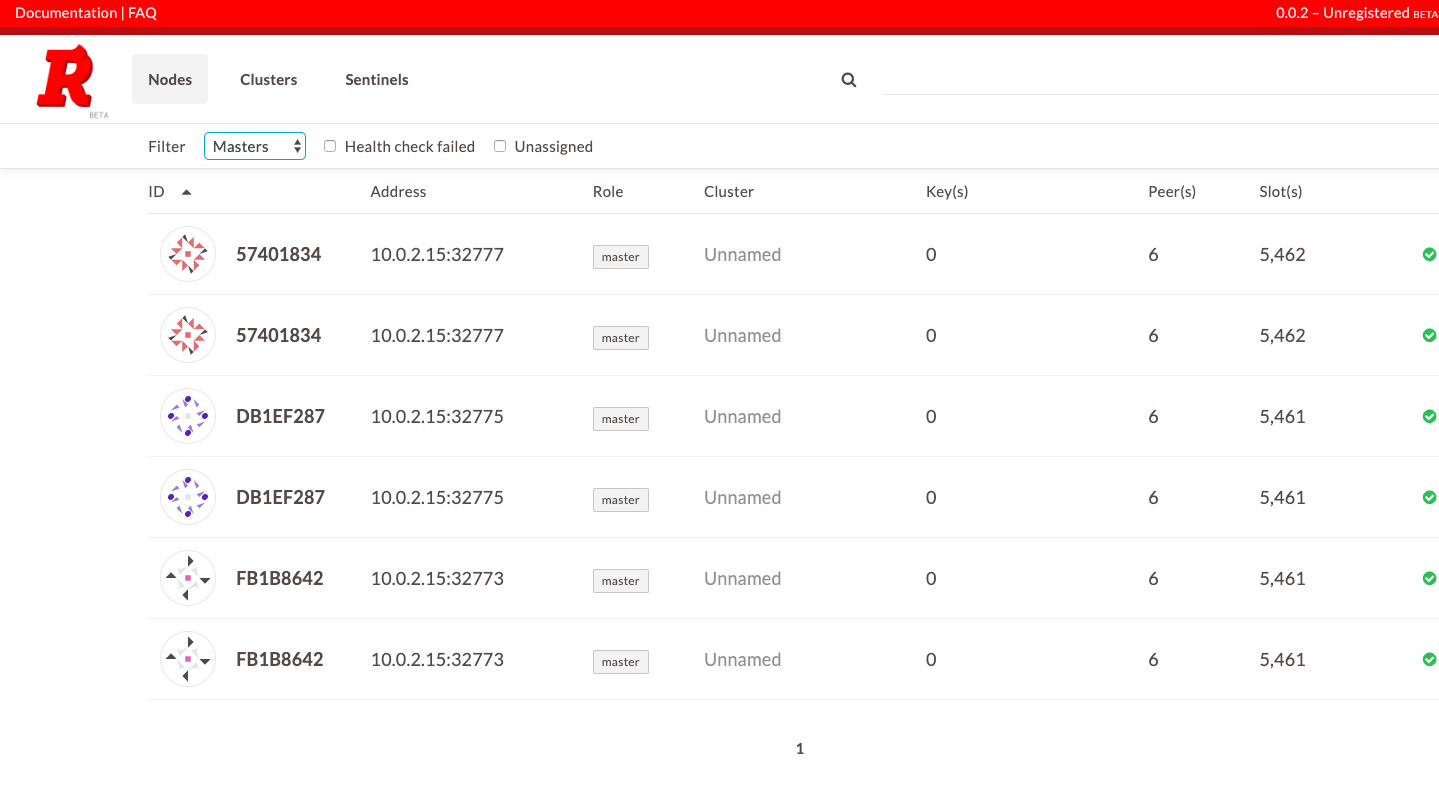 Documentation | FAQ 0.0.2 – Unregistered BETA
R
BETA
Nodes Clusters Sentinels
Filter Masters Health check failed Unassigned
ID Address Role Cluster Key(s) Peer(s) Slot(s)
57401834 10.0.2.15:32777 master Unnamed 0 6 5,462
57401834 10.0.2.15:32777 master Unnamed 0 6 5,462
DB1EF287 10.0.2.15:32775 master Unnamed 0 6 5,461
DB1EF287 10.0.2.15:32775 master Unnamed 0 6 5,461
FB1B8642 10.0.2.15:32773 master Unnamed 0 6 5,461
FB1B8642 10.0.2.15:32773 master Unnamed 0 6 5,461
1